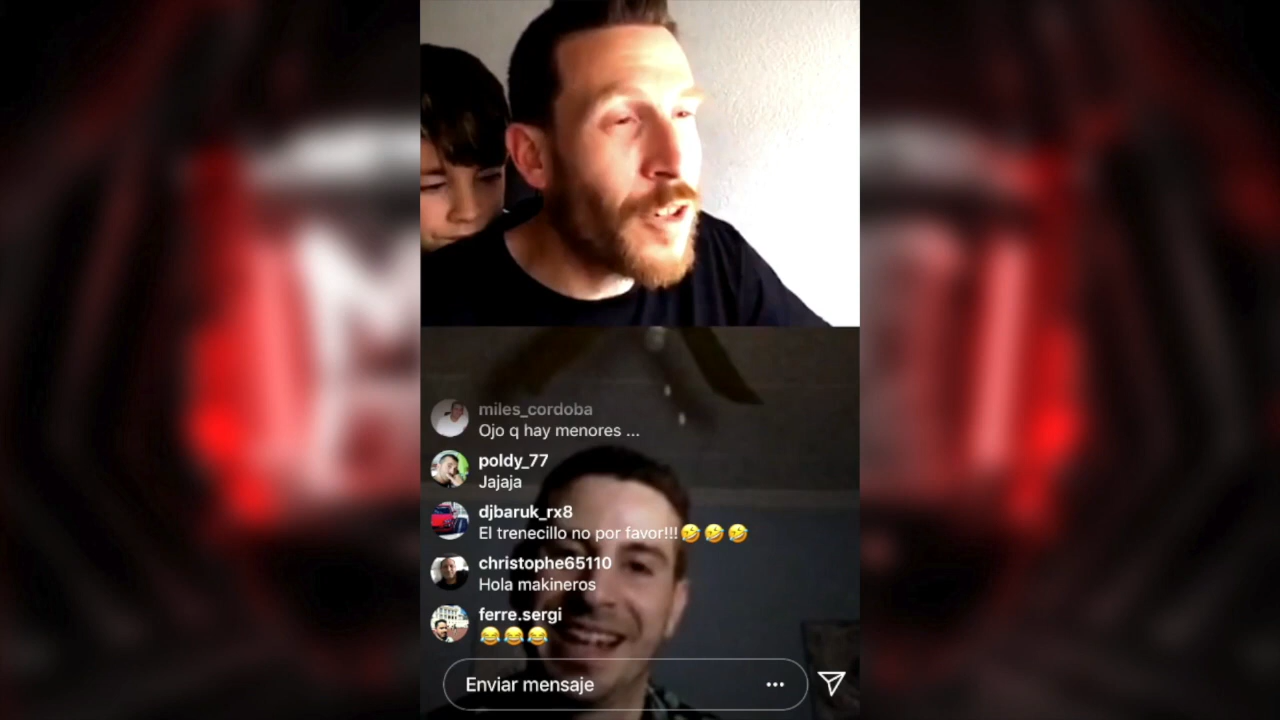 miles_cordoba
Ojo q hay menores ...
poldy_77
Jajaja
djbaruk_rx8
El trenecillo no por favor!!!🤣🤣🤣
christophe65110
Hola makineros
ferre.sergi
😂😂😂
Enviar mensaje